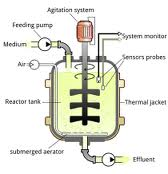 Agitation system
Feeding pump
Medium
System monitor
Sensors probes
Air
Reactor tank
Thermal jacket
submerged aerator
Effluent